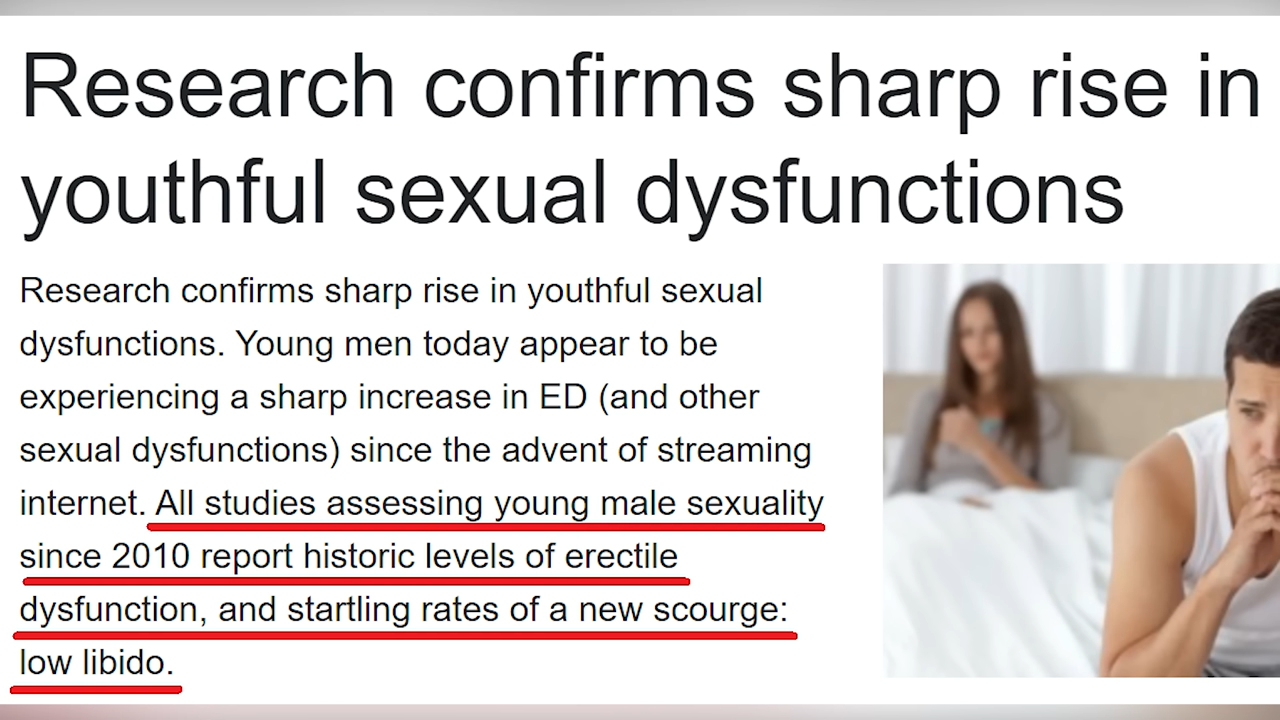 Research confirms sharp rise in
youthful sexual dysfunctions
Research confirms sharp rise in youthful sexual
dysfunctions. Young men today appear to be
experiencing a sharp increase in ED (and other
sexual dysfunctions) since the advent of streaming
internet. All studies assessing young male sexuality
since 2010 report historic levels of erectile
dysfunction, and startling rates of a new scourge:
low libido.